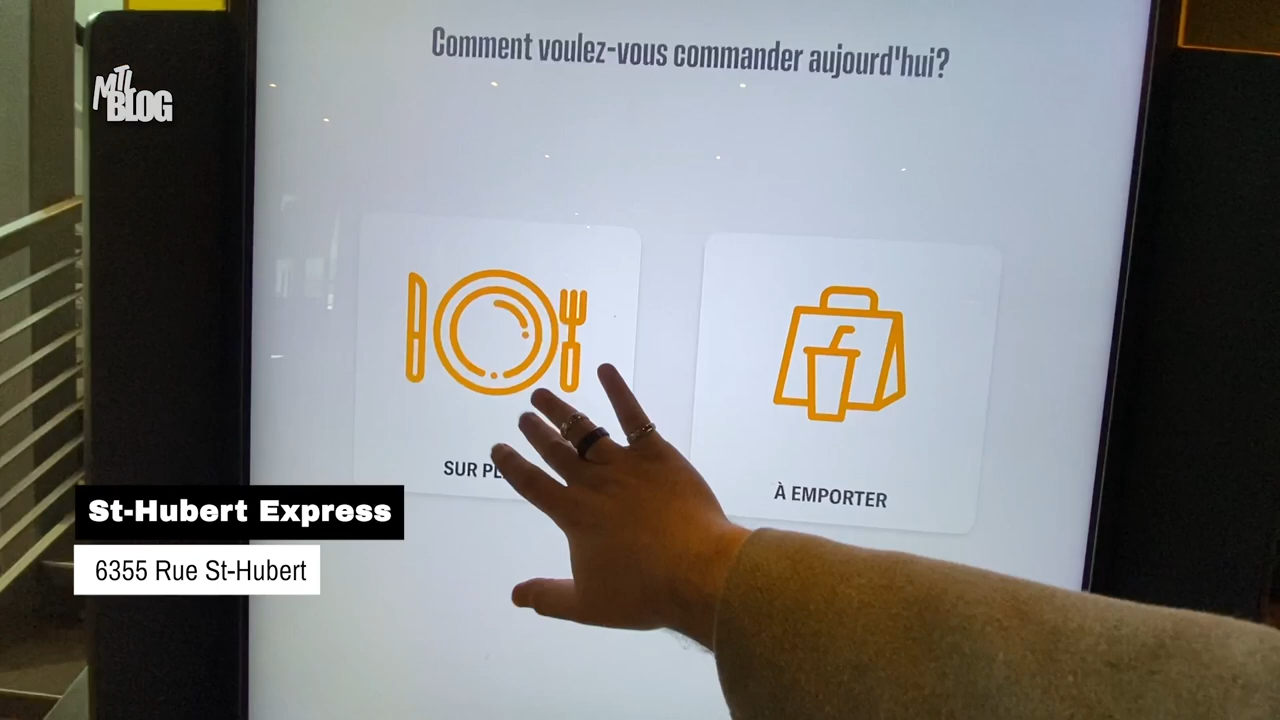 Comment voulez-vous commander aujourd'hui?
MTL
BLOG
SUR
À EMPORTER
St-Hubert Express
6355 Rue St-Hubert